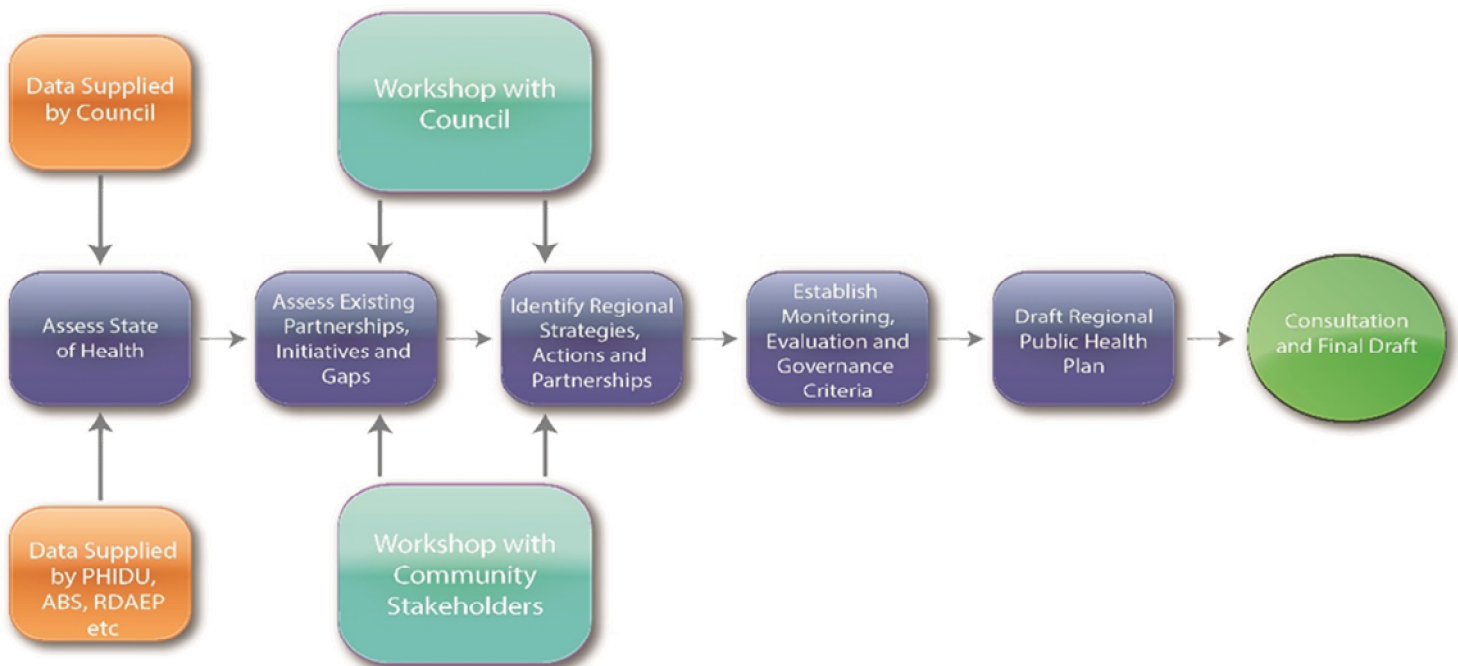 Data Supplied
by Council
Workshop with
Council
Assess State
of Health
Assess Existing
Partnerships,
Initiatives and
Gaps
Identify Regional
Strategies,
Actions and
Partnerships
Establish
Monitoring,
Evaluation and
Governance
Criteria
Draft Regional
Public Health
Plan
Consultation
and Final Draft
Data Supplied
by PHIDU,
ABS, RDAEP
etc
Workshop with
Community
Stakeholders